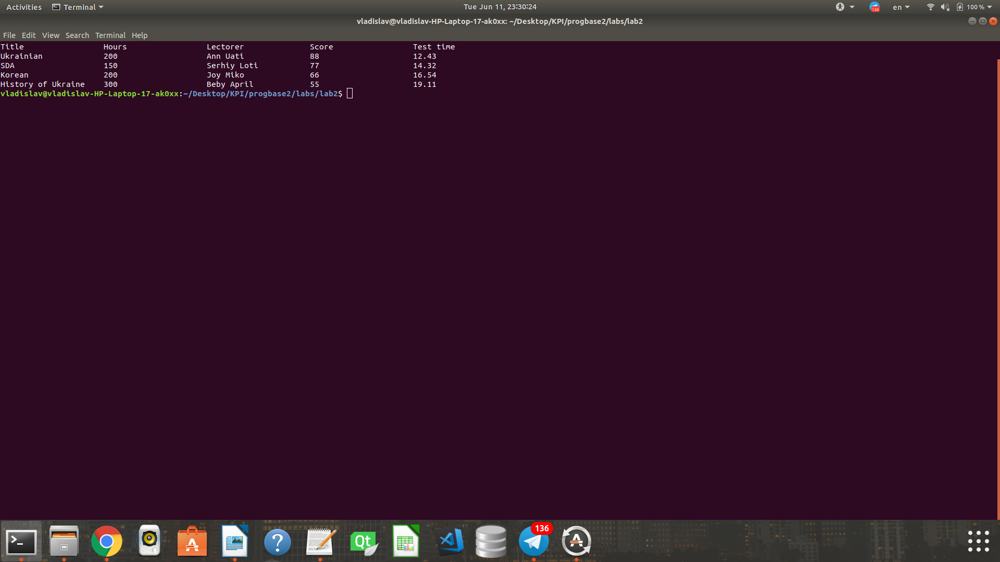 Activities Terminal Tue Jun 11, 23:30:24 136 en 100 %
vladislav@vladislav-HP-Laptop-17-ak0xx: ~/Desktop/KPI/progbase2/labs/lab2
File Edit View Search Terminal Help
Title Hours Lectorer Score Test time
Ukrainian 200 Ann Uati 88 12.43
SDA 150 Serhiy Loti 77 14.32
Korean 200 Joy Miko 66 16.54
History of Ukraine 300 Beby April 55 19.11
vladislav@vladislav-HP-Laptop-17-ak0xx:~/Desktop/KPI/progbase2/labs/lab2$
Qt 136